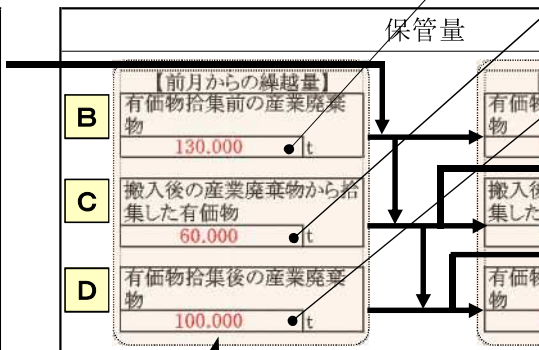 保管量
【前月からの繰越量】
B
有価物拾集前の産業廃棄
物
130.000 t
C
搬入後の産業廃棄物から拾
集した有価物
60.000 t
D
有価物拾集後の産業廃棄
物
100.000 t
有価物
物
搬入後
集した
有価物
物